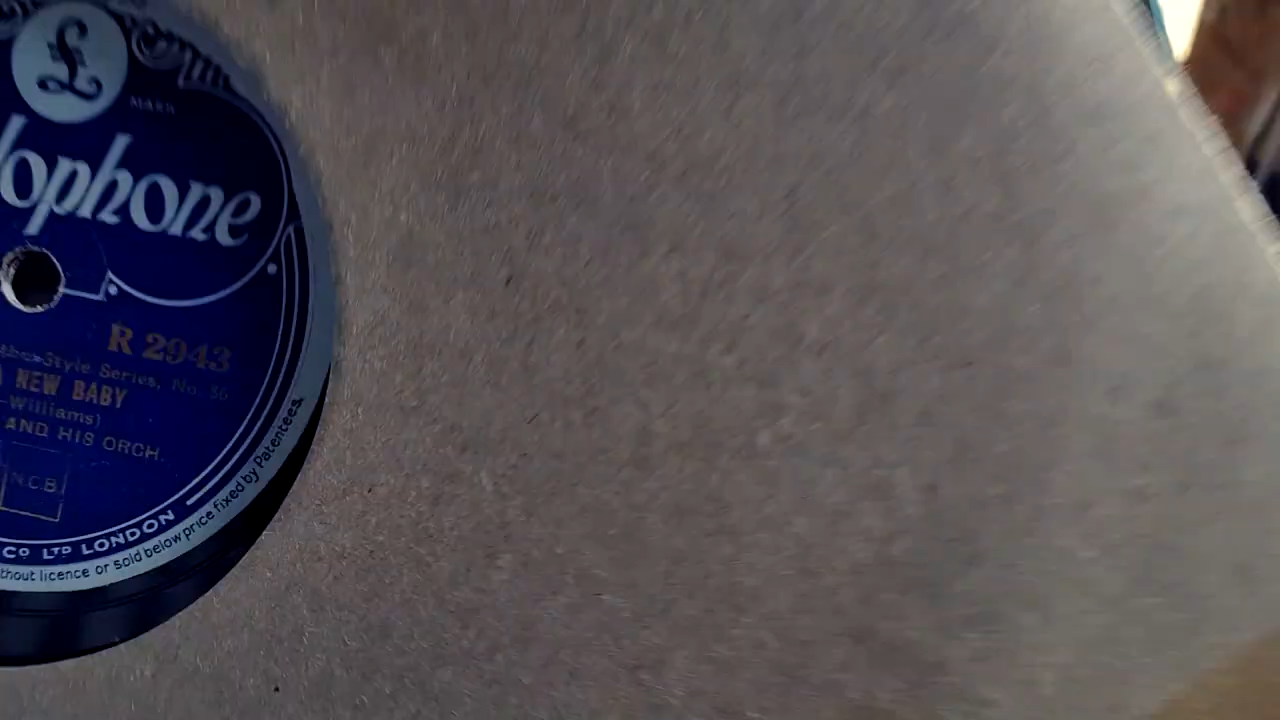 £
MARK
lophone
R 2943
Style Series, No. 36
NEW BABY
-Williams)
AND HIS ORCH.
N.C.B
Co LTD LONDON
thout licence or sold below price fixed by Patentees.